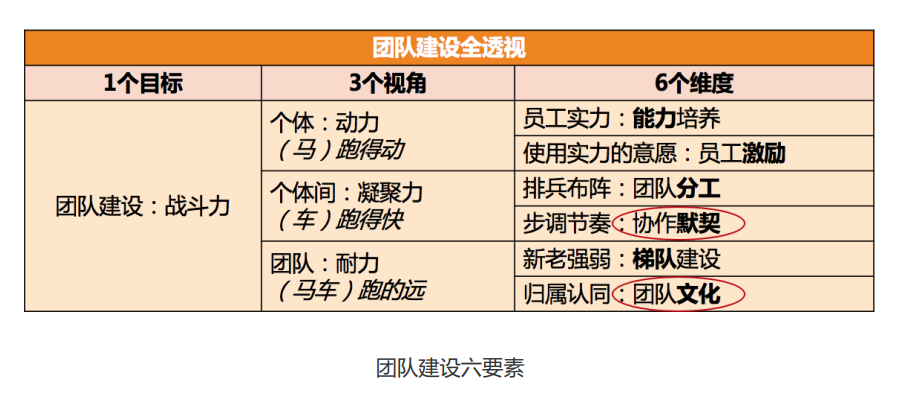 团队建设全透视
1个目标
3个视角
6个维度
团队建设：战斗力
个体：动力
（马）跑得动
员工实力：能力培养
使用实力的意愿：员工激励
个体间：凝聚力
（车）跑得快
排兵布阵：团队分工
步调节奏：协作默契
团队：耐力
（马车）跑的远
新老强弱：梯队建设
归属认同：团队文化
团队建设六要素